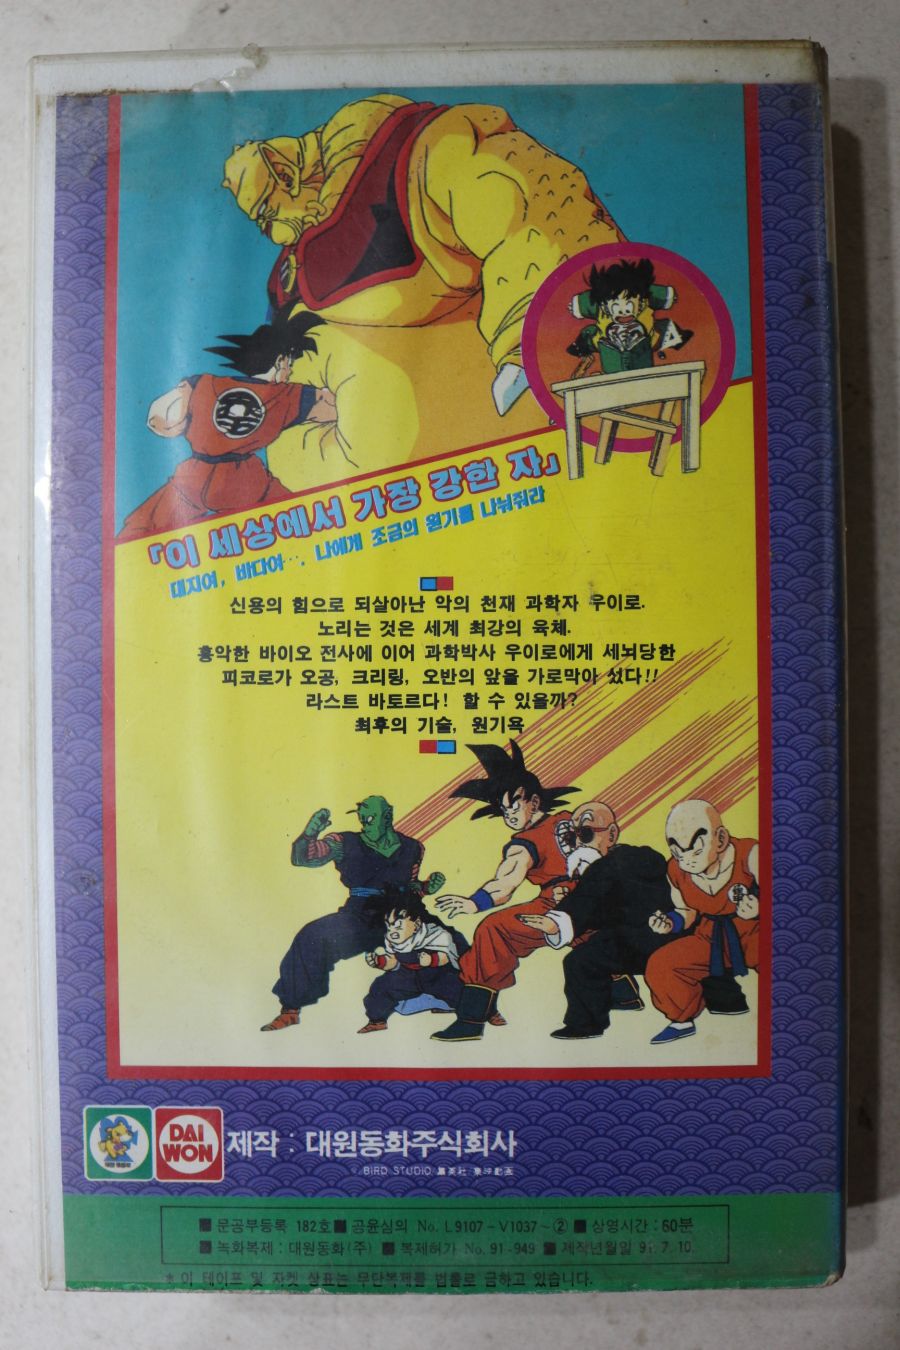 『이 세상에서 가장 강한 자』
대지여, 바다여…. 나에게 조금의 원기를 나눠줘라
신용의 힘으로 되살아난 악의 천재 과학자 우이로.
노리는 것은 세계 최강의 육체.
흉악한 바이오 전사에 이어 과학박사 우이로에게 세뇌당한
피코로가 오공, 크리링, 오반의 앞을 가로막아 섰다!!
라스트 바토르다! 할 수 있을까?
최후의 기술, 원기옥
DAI WON
제작 : 대원동화주식회사
BIRD STUDIO 集英社 東映動画
■ 문공부등록 182호 ■ 공윤심의 No. L9107-V1037~② ■ 상영시간 : 60분
■ 녹화복제 : 대원동화(주) ■ 복제허가 No. 91-949 ■ 제작년월일 91. 7. 10.
* 이 테이프 및 자켓 상표는 무단복제를 법률로 금하고 있습니다.